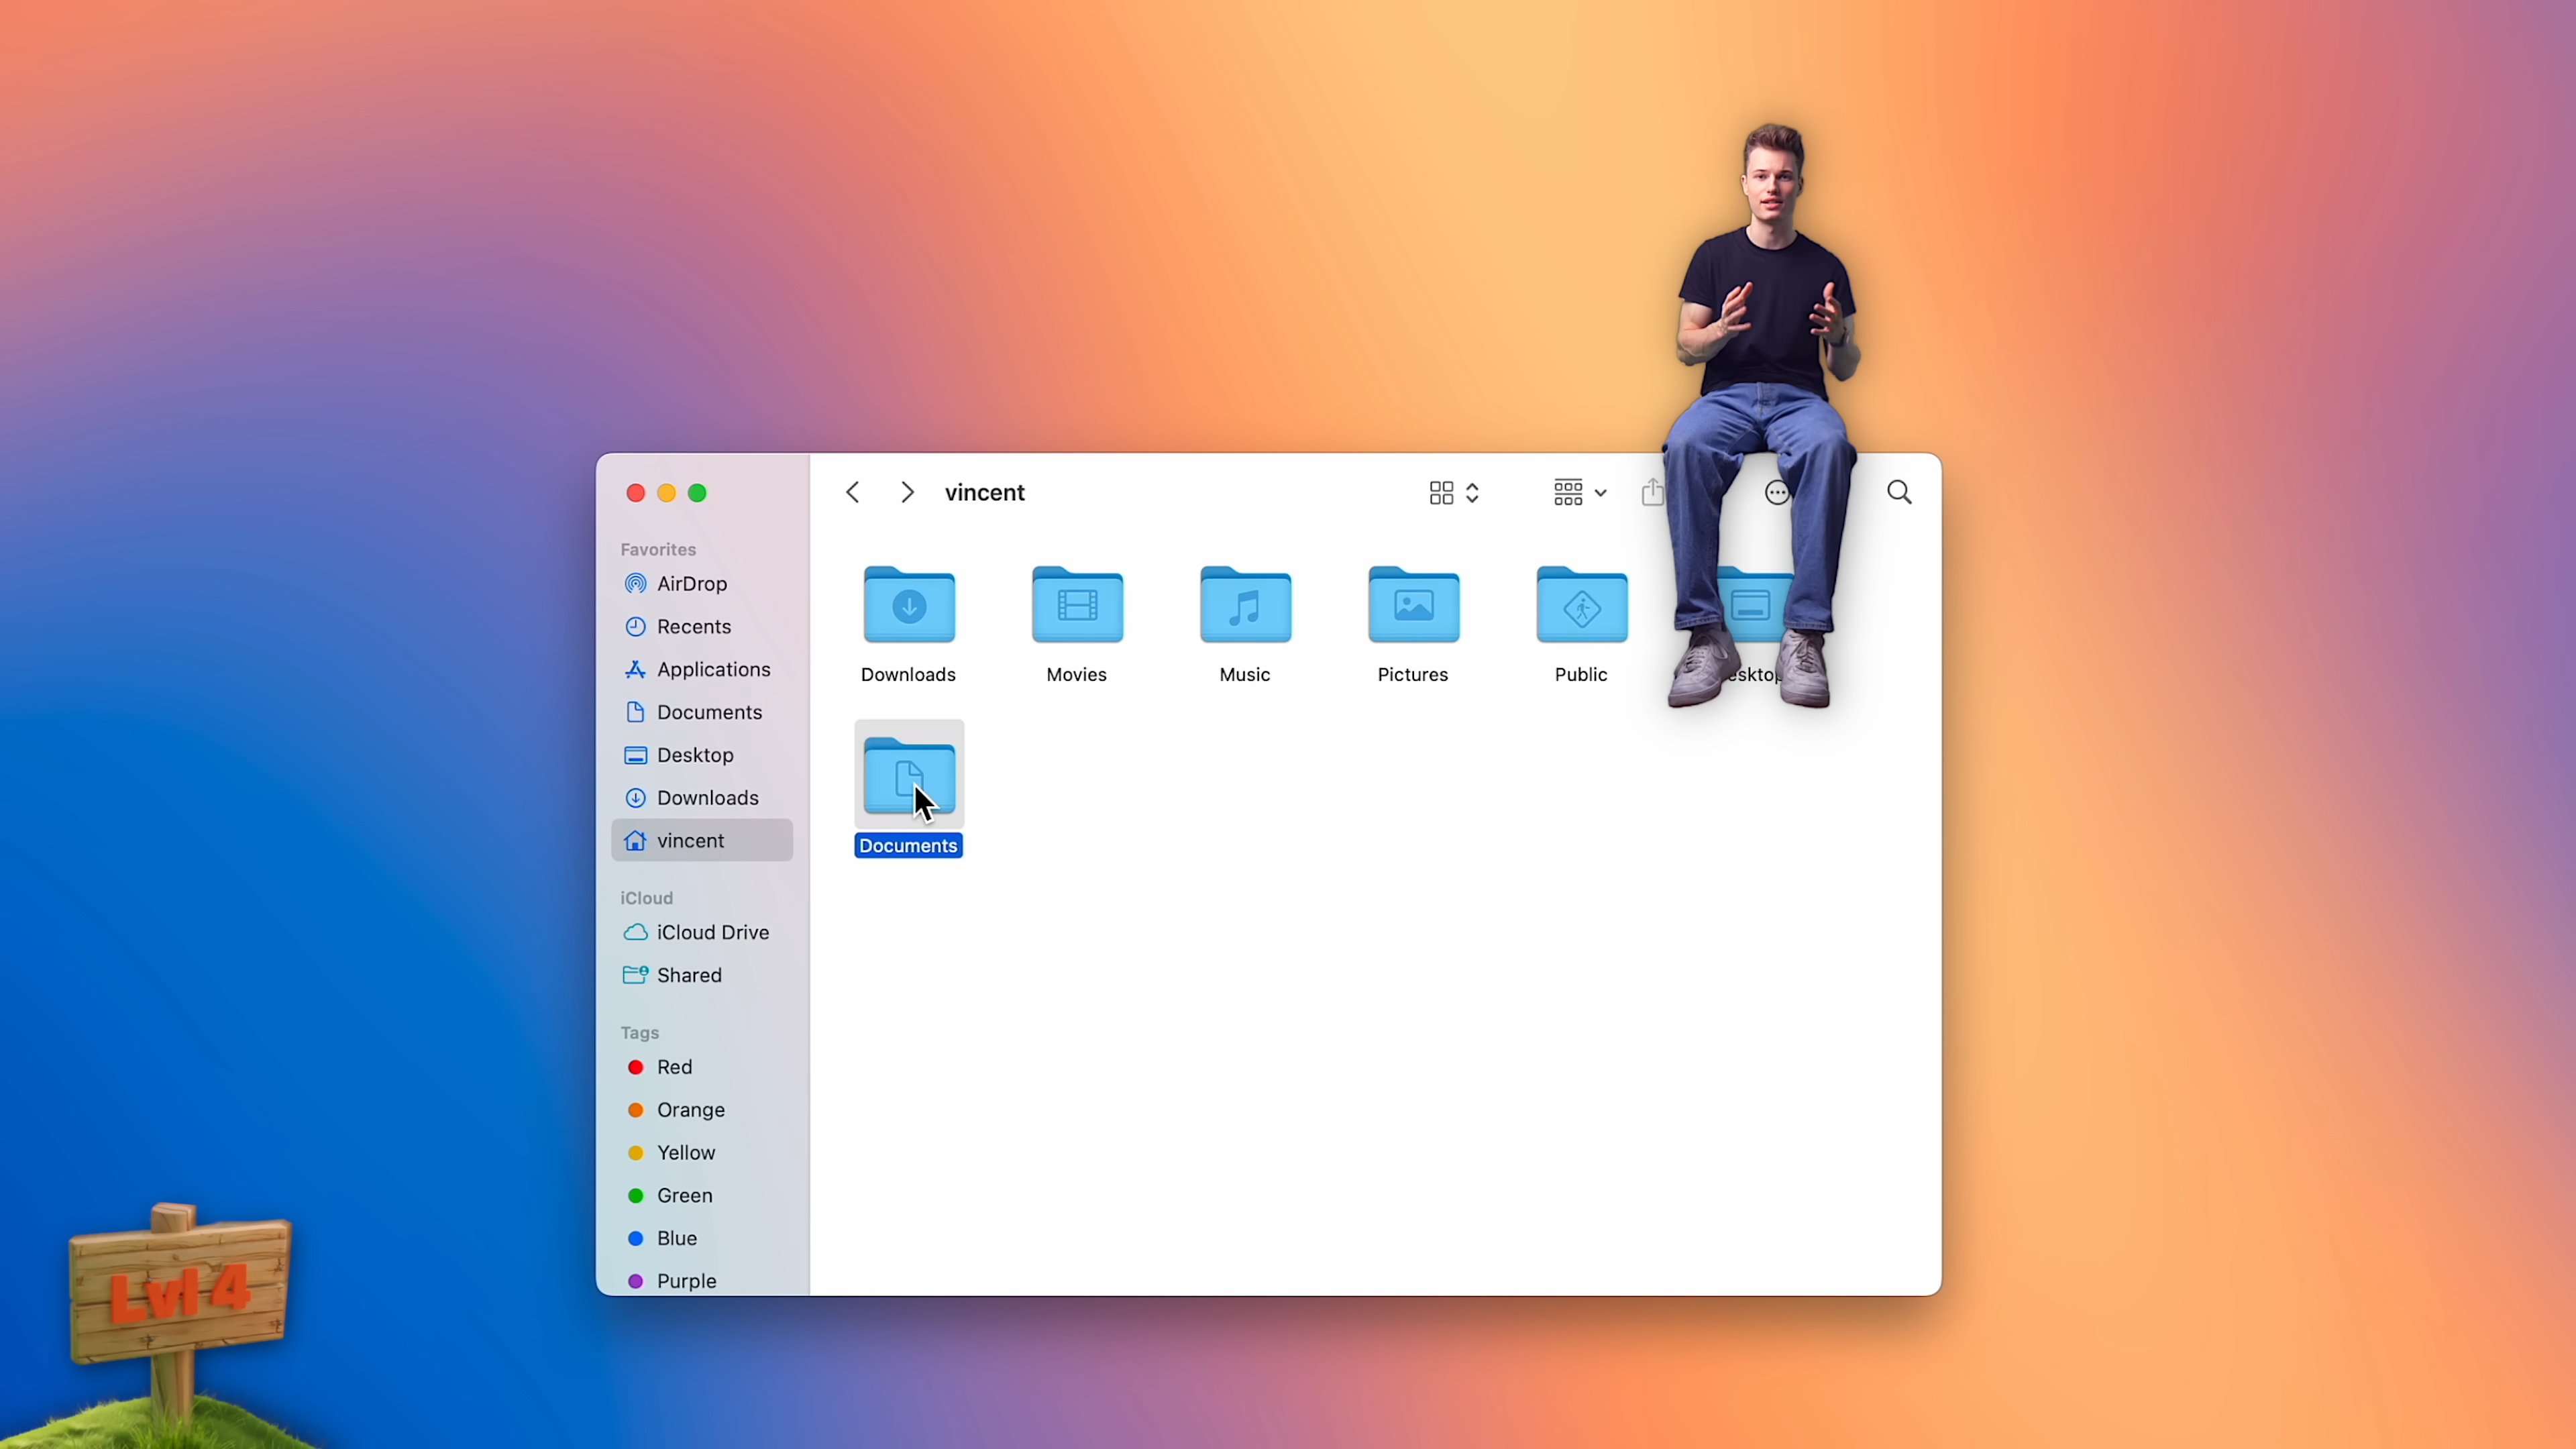 vincent
Favorites
AirDrop
Recents
Applications
Documents
Desktop
Downloads
vincent
iCloud
iCloud Drive
Shared
Tags
Red
Orange
Yellow
Green
Blue
Purple
Downloads
Movies
Music
Pictures
Public
esktop
Documents
Lvl 4